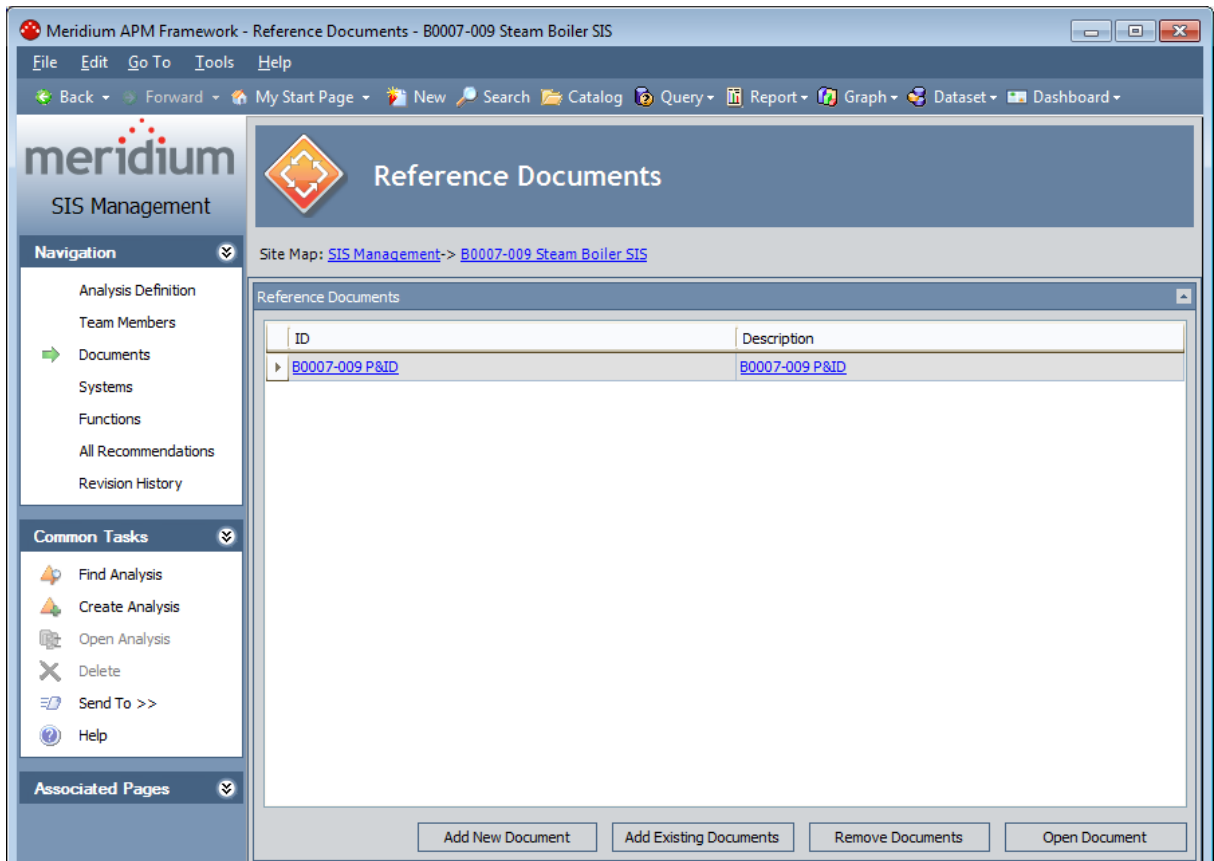 Meridium APM Framework - Reference Documents - B0007-009 Steam Boiler SIS
File Edit Go To Tools Help
Back Forward My Start Page New Search Catalog Query Report Graph Dataset Dashboard
meridium
SIS Management
Reference Documents
Navigation
Analysis Definition
Team Members
Documents
Systems
Functions
All Recommendations
Revision History
Common Tasks
Find Analysis
Create Analysis
Open Analysis
Delete
Send To >>
Help
Associated Pages
Site Map: SIS Management-> B0007-009 Steam Boiler SIS
Reference Documents
ID Description
B0007-009 P&ID B0007-009 P&ID
Add New Document Add Existing Documents Remove Documents Open Document